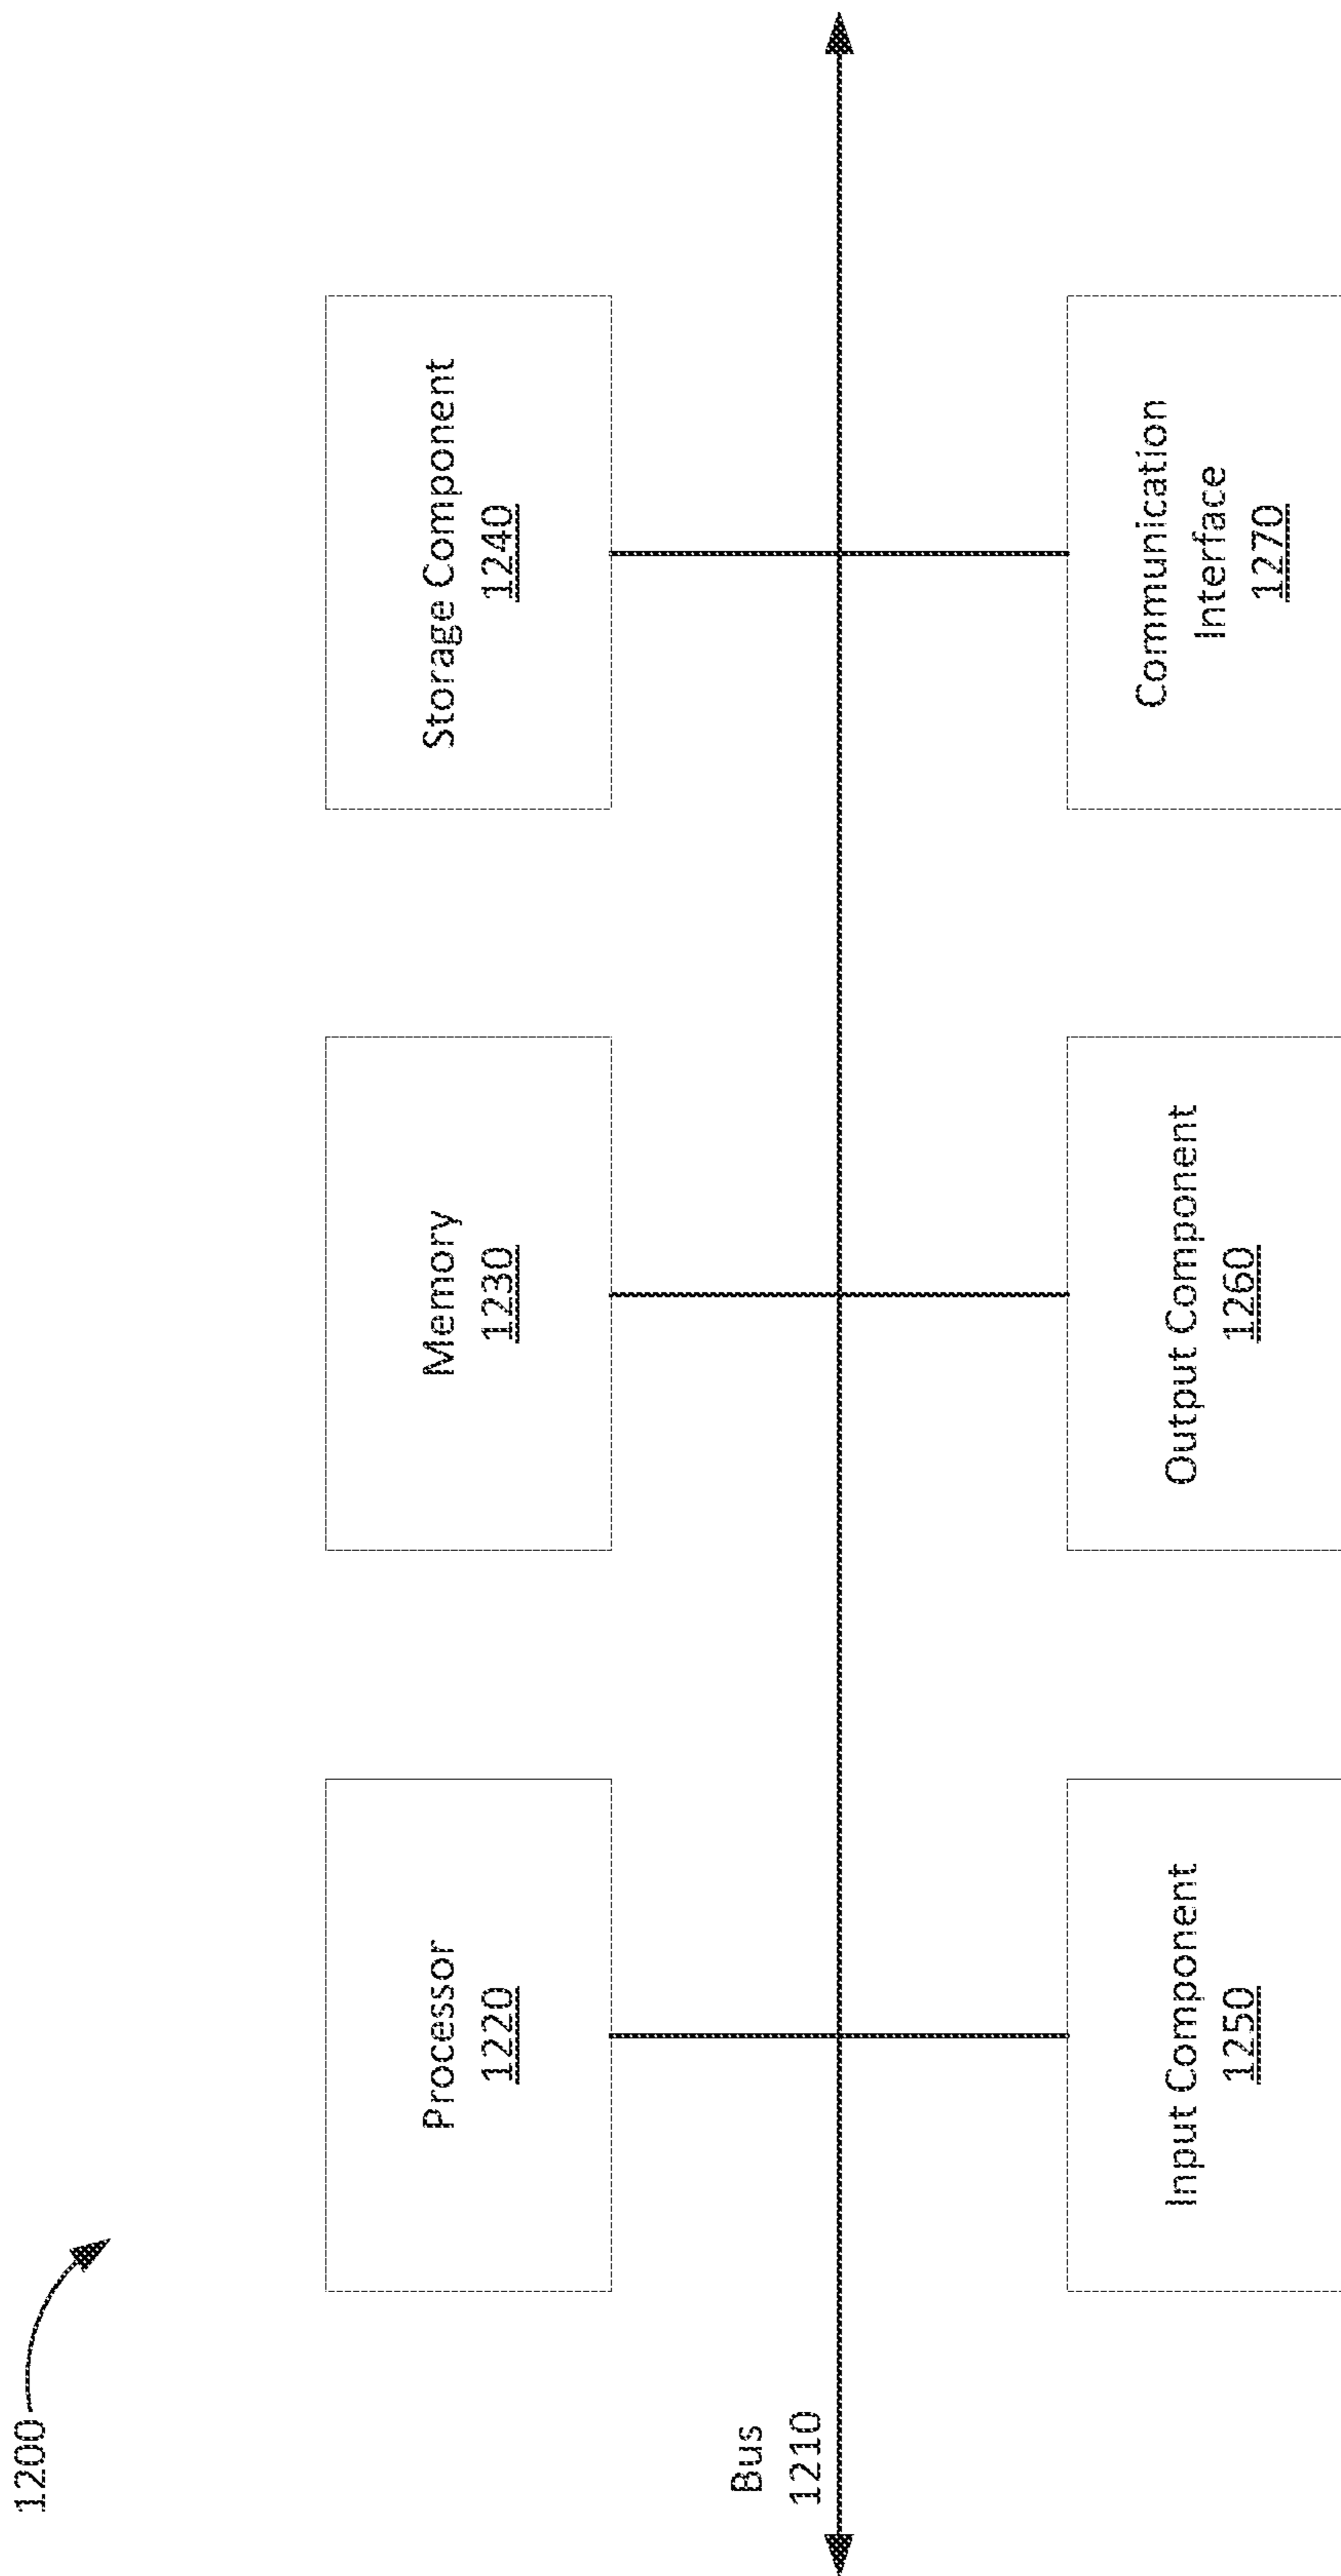 1200
Processor
1220
Memory
1230
Storage Component
1240
Bus
1210
Input Component
1250
Output Component
1260
Communication
Interface
1270